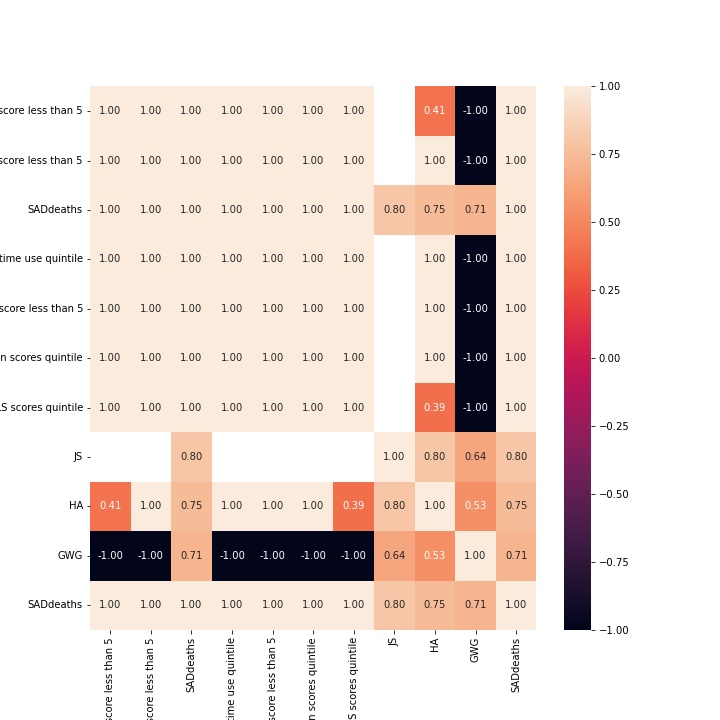 score less than 5 1.00 1.00 1.00 1.00 1.00 1.00 1.00 0.41 -1.00 1.00
score less than 5 1.00 1.00 1.00 1.00 1.00 1.00 1.00 1.00 -1.00 1.00
SADdeaths 1.00 1.00 1.00 1.00 1.00 1.00 1.00 0.80 0.75 0.71 1.00
time use quintile 1.00 1.00 1.00 1.00 1.00 1.00 1.00 1.00 -1.00 1.00
score less than 5 1.00 1.00 1.00 1.00 1.00 1.00 1.00 1.00 -1.00 1.00
n scores quintile 1.00 1.00 1.00 1.00 1.00 1.00 1.00 1.00 -1.00 1.00
S scores quintile 1.00 1.00 1.00 1.00 1.00 1.00 1.00 0.39 -1.00 1.00
JS 0.80 1.00 0.80 0.64 0.80
HA 0.41 1.00 0.75 1.00 1.00 1.00 0.39 0.80 1.00 0.53 0.75
GWG -1.00 -1.00 0.71 -1.00 -1.00 -1.00 -1.00 0.64 0.53 1.00 0.71
SADdeaths 1.00 1.00 1.00 1.00 1.00 1.00 1.00 0.80 0.75 0.71 1.00
score less than 5
score less than 5
SADdeaths
time use quintile
score less than 5
n scores quintile
S scores quintile
JS
HA
GWG
SADdeaths
1.00
0.75
0.50
0.25
0.00
−0.25
−0.50
−0.75
−1.00